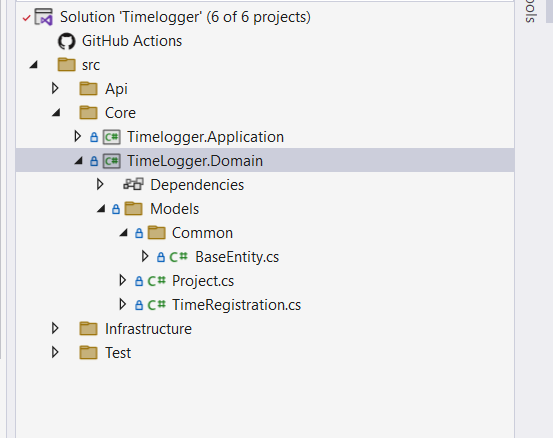 Solution 'Timelogger' (6 of 6 projects)
GitHub Actions
src
Api
Core
C# Timelogger.Application
C# TimeLogger.Domain
Dependencies
Models
Common
C# BaseEntity.cs
C# Project.cs
C# TimeRegistration.cs
Infrastructure
Test